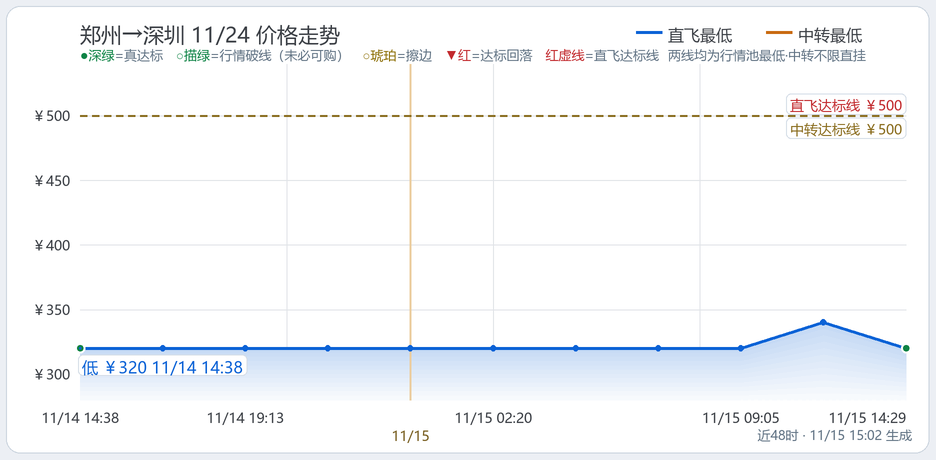 郑州→深圳 11/24 价格走势
直飞最低 中转最低
●深绿=真达标 ○描绿=行情破线（未必可购） ○琥珀=擦边 ▼红=达标回落 红虚线=直飞达标线 两线均为行情池最低·中转不限直挂
直飞达标线 ¥500
¥500
中转达标线 ¥500
¥450
¥400
¥350
¥300
低 ¥320 11/14 14:38
11/14 14:38 11/14 19:13 11/15 02:20 11/15 09:05 11/15 14:29
11/15
近48时 · 11/15 15:02 生成